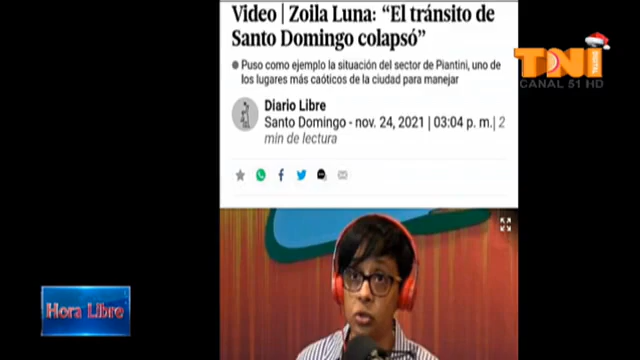 Video | Zoila Luna: “El tránsito de
Santo Domingo colapsó”
Puso como ejemplo la situación del sector de Piantini, uno de
los lugares más caóticos de la ciudad para manejar
Diario Libre
Santo Domingo - nov. 24, 2021 | 03:04 p. m.| 2
min de lectura
TNI
CANAL 51 HD
Hora Libre